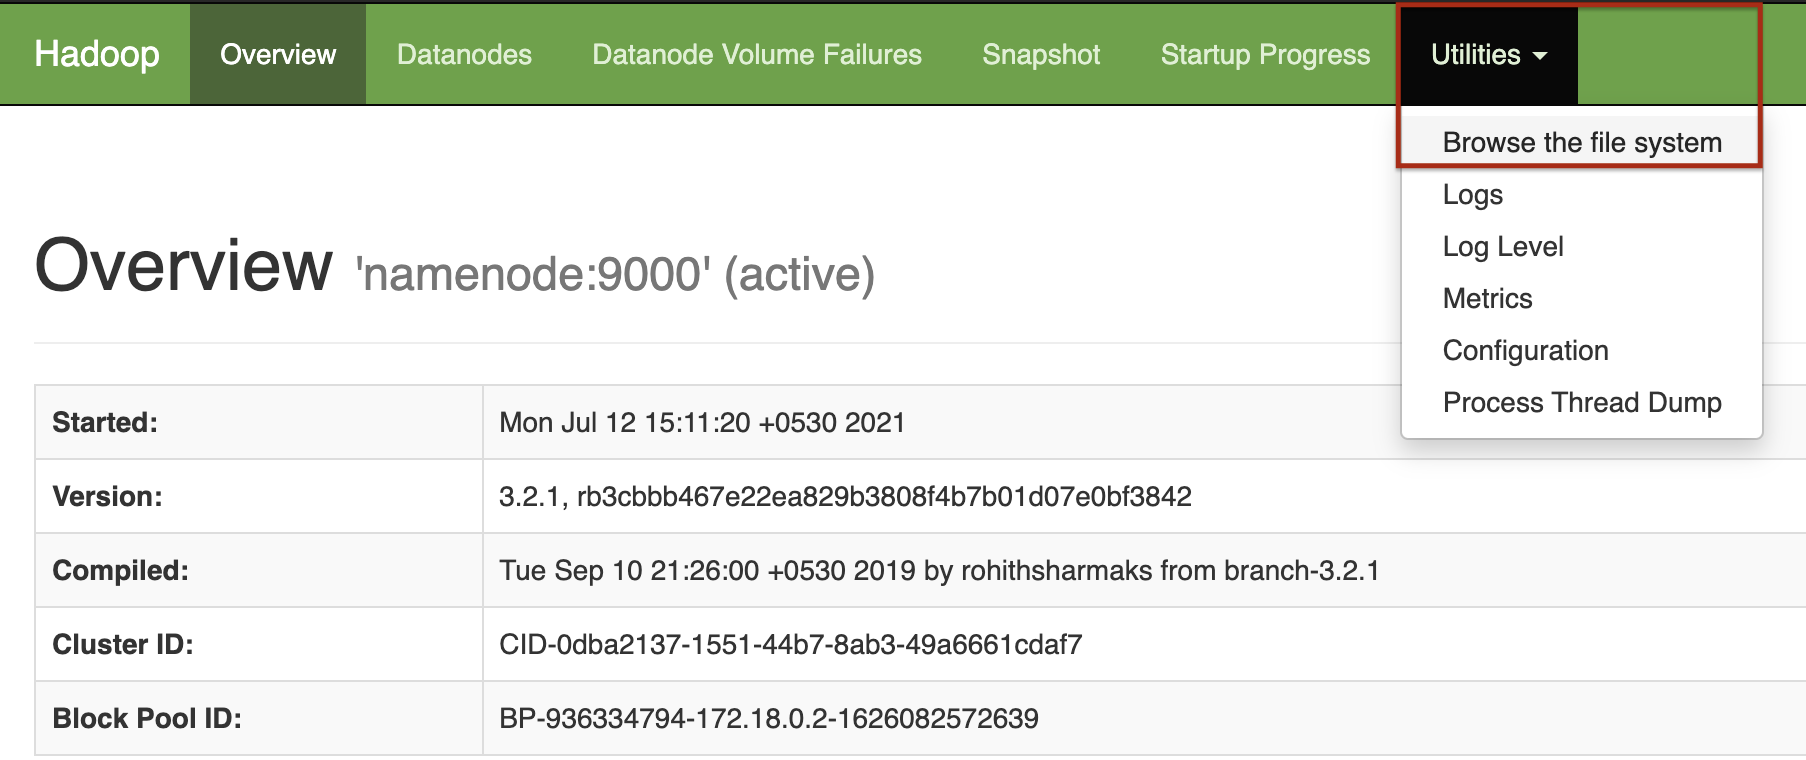 Hadoop Overview Datanodes Datanode Volume Failures Snapshot Startup Progress Utilities
Browse the file system
Logs
Log Level
Metrics
Configuration
Process Thread Dump
Overview 'namenode:9000' (active)
Started: Mon Jul 12 15:11:20 +0530 2021
Version: 3.2.1, rb3cbbb467e22ea829b3808f4b7b01d07e0bf3842
Compiled: Tue Sep 10 21:26:00 +0530 2019 by rohithsharmaks from branch-3.2.1
Cluster ID: CID-0dba2137-1551-44b7-8ab3-49a6661cdaf7
Block Pool ID: BP-936334794-172.18.0.2-1626082572639